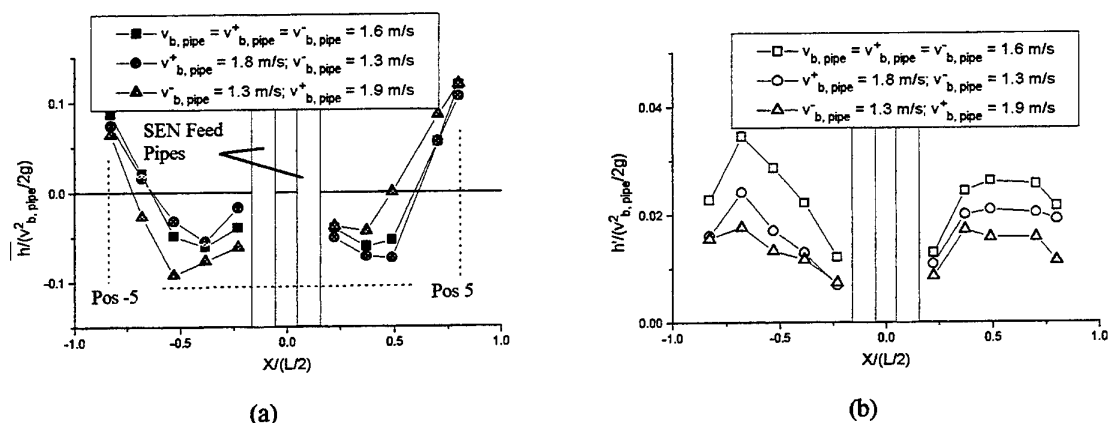 v_b, pipe = v^+_b, pipe = v^-_b, pipe = 1.6 m/s
v^+_b, pipe = 1.8 m/s; v^-_b, pipe = 1.3 m/s
v^-_b, pipe = 1.3 m/s; v^+_b, pipe = 1.9 m/s
SEN Feed
Pipes
0.1
0.0
-0.1
h/(v^2_b, pipe/2g)
Pos -5
Pos 5
-1.0 -0.5 0.0 0.5 1.0
X/(L/2)
(a)
v_b, pipe = v^+_b, pipe = v^-_b, pipe = 1.6 m/s
v^+_b, pipe = 1.8 m/s; v^-_b, pipe = 1.3 m/s
v^-_b, pipe = 1.3 m/s; v^+_b, pipe = 1.9 m/s
0.04
0.02
0.00
h'/(v^2_b, pipe/2g)
-1.0 -0.5 0.0 0.5 1.0
X/(L/2)
(b)